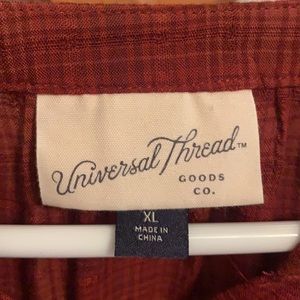 Universal Thread™
GOODS
CO.
XL
MADE IN
CHINA